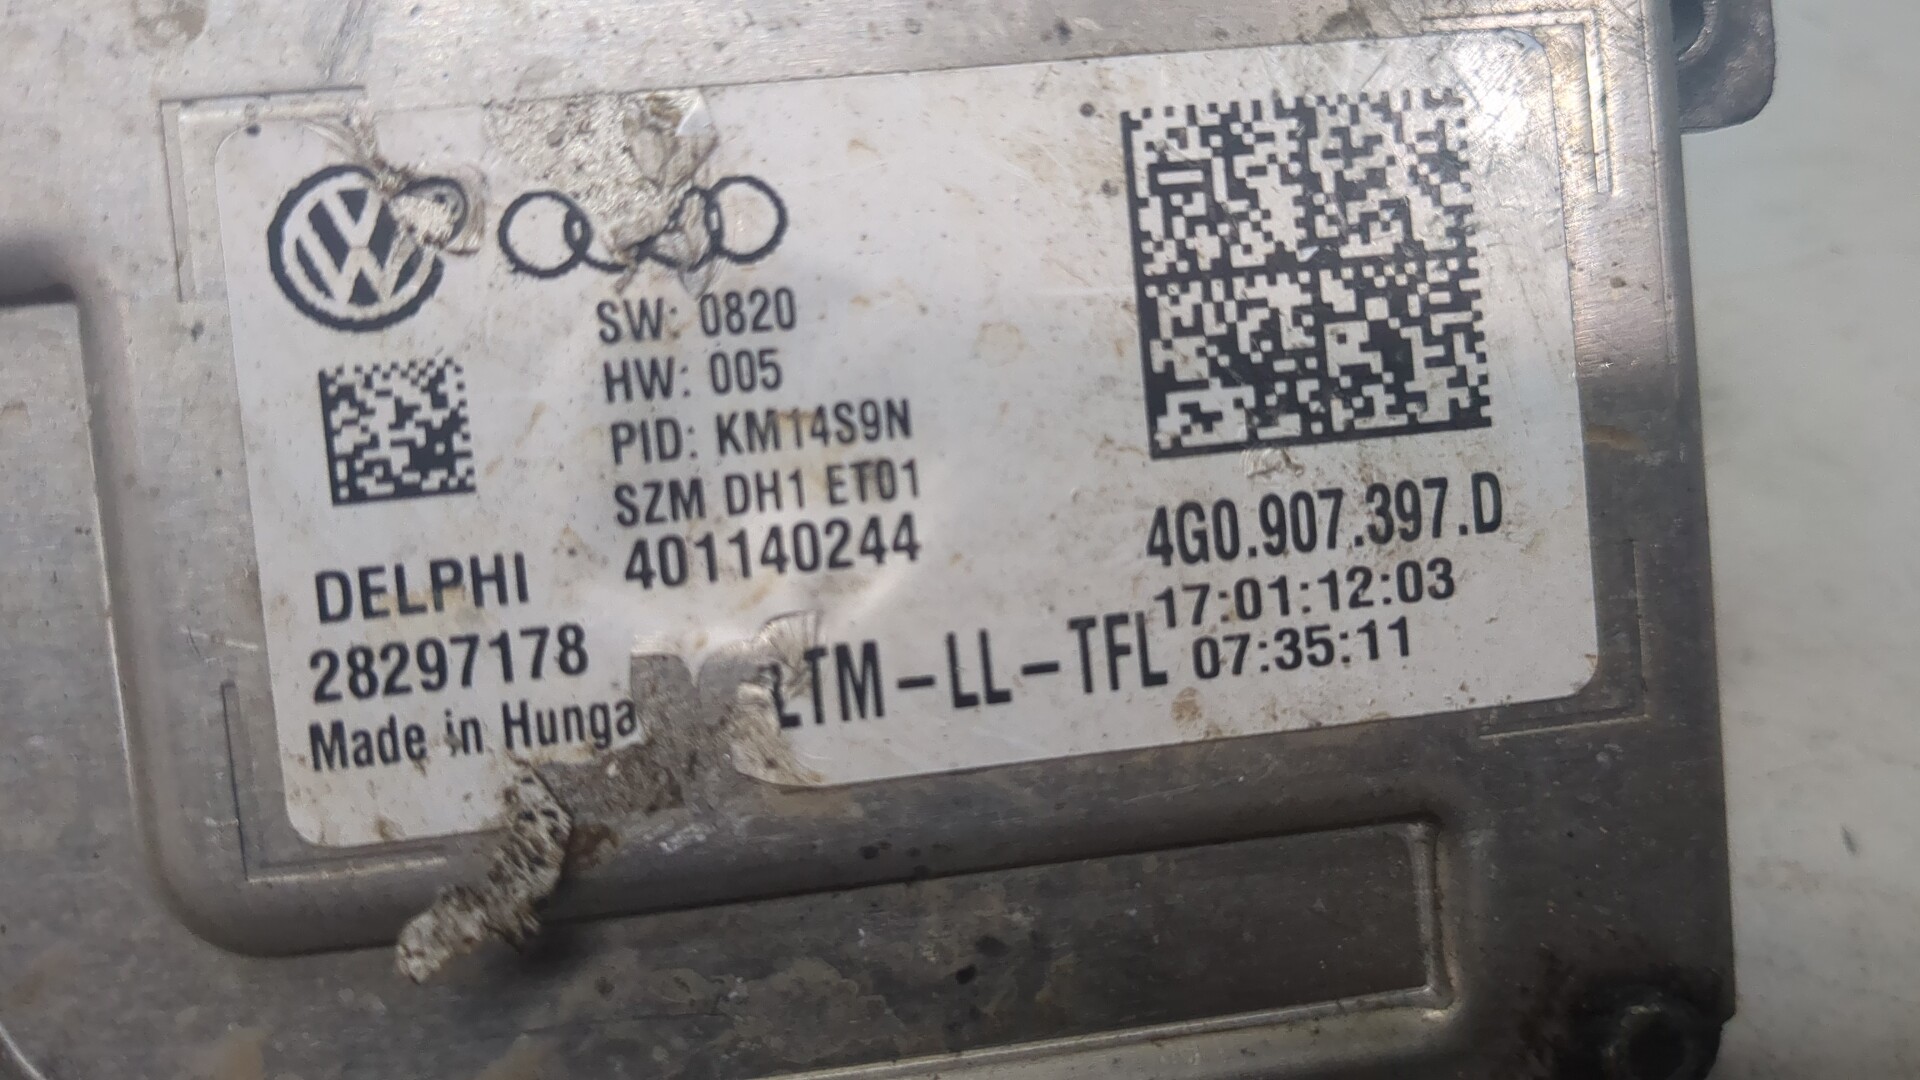 SW: 0820
HW: 005
PID: KM14S9N
SZM DH1 ET01
401140244
DELPHI
28297178
Made in Hunga
4G0.907.397.D
17:01:12:03
07:35:11
LTM-LL-TFL